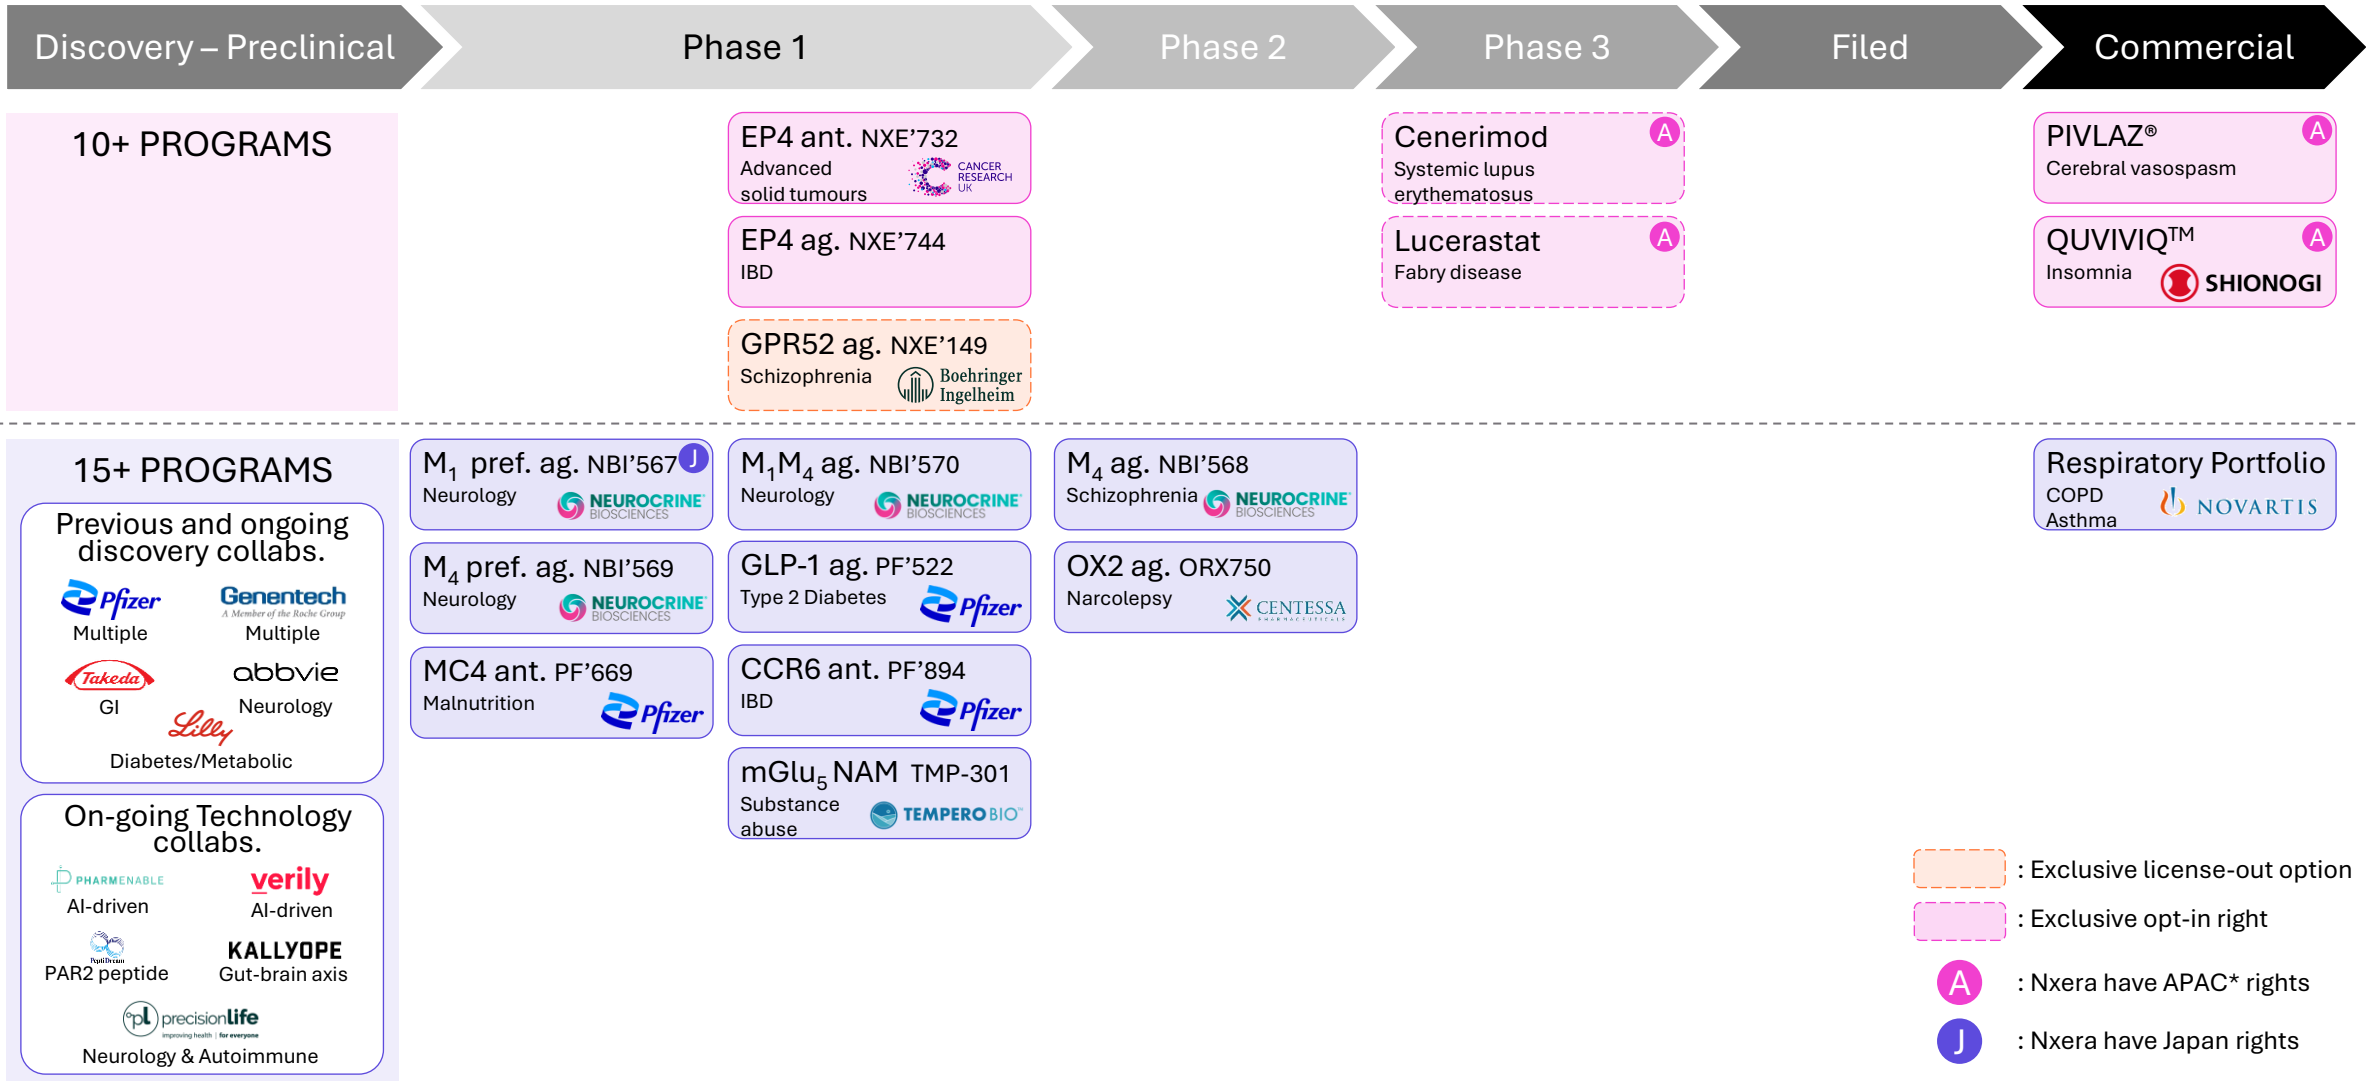 Discovery – Preclinical
Phase 1
Phase 2
Phase 3
Filed
Commercial
10+ PROGRAMS
EP4 ant. NXE’732
Advanced
solid tumours
CANCER
RESEARCH
UK
EP4 ag. NXE’744
IBD
GPR52 ag. NXE’149
Schizophrenia
Boehringer
Ingelheim
Cenerimod
A
Systemic lupus
erythematosus
Lucerastat
A
Fabry disease
PIVLAZ®
A
Cerebral vasospasm
QUVIVIQ™
A
Insomnia
SHIONOGI
15+ PROGRAMS
Previous and ongoing
discovery collabs.
Pfizer
Multiple
Genentech
A Member of the Roche Group
Multiple
Takeda
GI
abbvie
Neurology
Lilly
Diabetes/Metabolic
On-going Technology
collabs.
PHARMENABLE
AI-driven
verily
AI-driven
PeptiDream
PAR2 peptide
KALLYOPE
Gut-brain axis
pl precisionlife
improving health | for everyone
Neurology & Autoimmune
M₁ pref. ag. NBI’567
J
Neurology
NEUROCRINE
BIOSCIENCES
M₄ pref. ag. NBI’569
Neurology
NEUROCRINE
BIOSCIENCES
MC4 ant. PF’669
Malnutrition
Pfizer
M₁M₄ ag. NBI’570
Neurology
NEUROCRINE
BIOSCIENCES
GLP-1 ag. PF’522
Type 2 Diabetes
Pfizer
CCR6 ant. PF’894
IBD
Pfizer
mGlu₅ NAM TMP-301
Substance
abuse
TEMPERO BIO™
M₄ ag. NBI’568
Schizophrenia
NEUROCRINE
BIOSCIENCES
OX2 ag. ORX750
Narcolepsy
CENTESSA
PHARMACEUTICALS
Respiratory Portfolio
COPD
Asthma
NOVARTIS
: Exclusive license-out option
: Exclusive opt-in right
A : Nxera have APAC* rights
J : Nxera have Japan rights